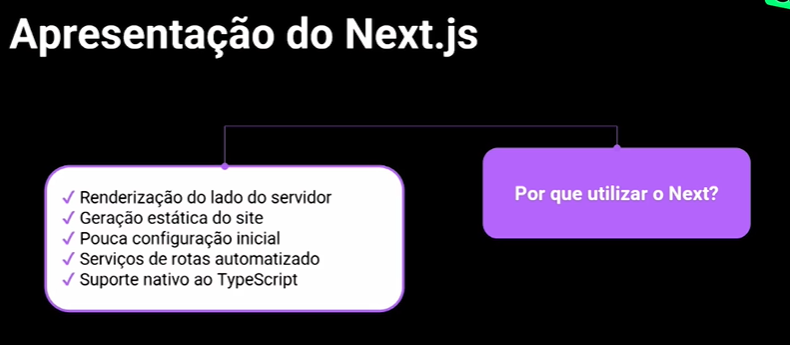 Apresentação do Next.js
✓ Renderização do lado do servidor
✓ Geração estática do site
✓ Pouca configuração inicial
✓ Serviços de rotas automatizado
✓ Suporte nativo ao TypeScript
Por que utilizar o Next?